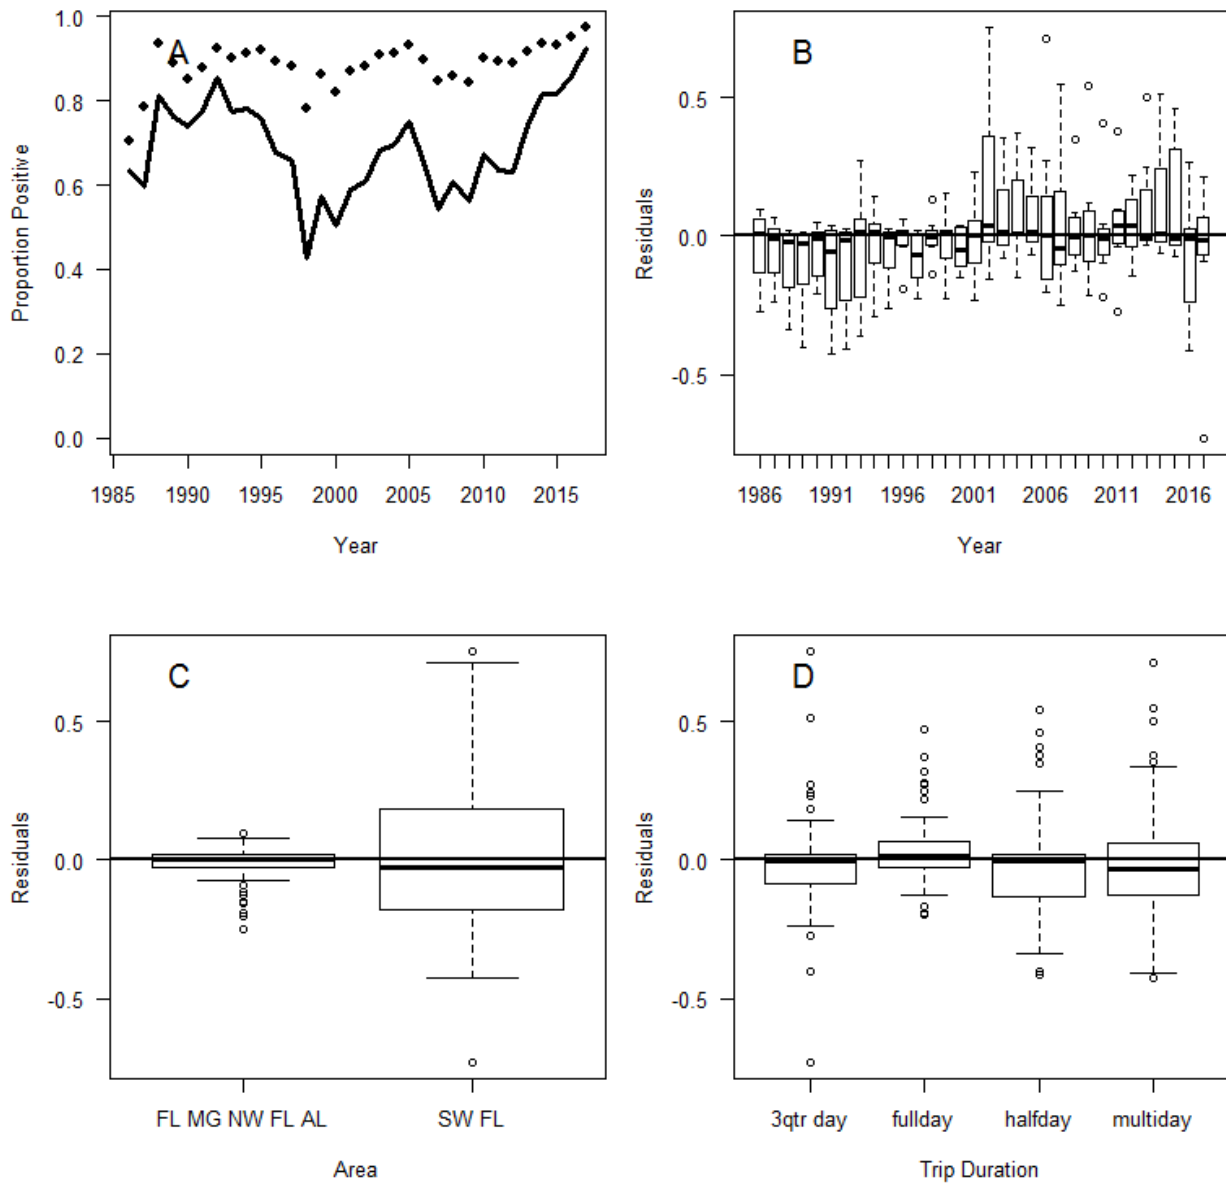 A
Proportion Positive
1.0
0.8
0.6
0.4
0.2
0.0
1985 1990 1995 2000 2005 2010 2015
Year
B
Residuals
0.5
0.0
-0.5
1986 1991 1996 2001 2006 2011 2016
Year
C
Residuals
0.5
0.0
-0.5
FL MG NW FL AL SW FL
Area
D
Residuals
0.5
0.0
-0.5
3qtr day fullday halfday multiday
Trip Duration